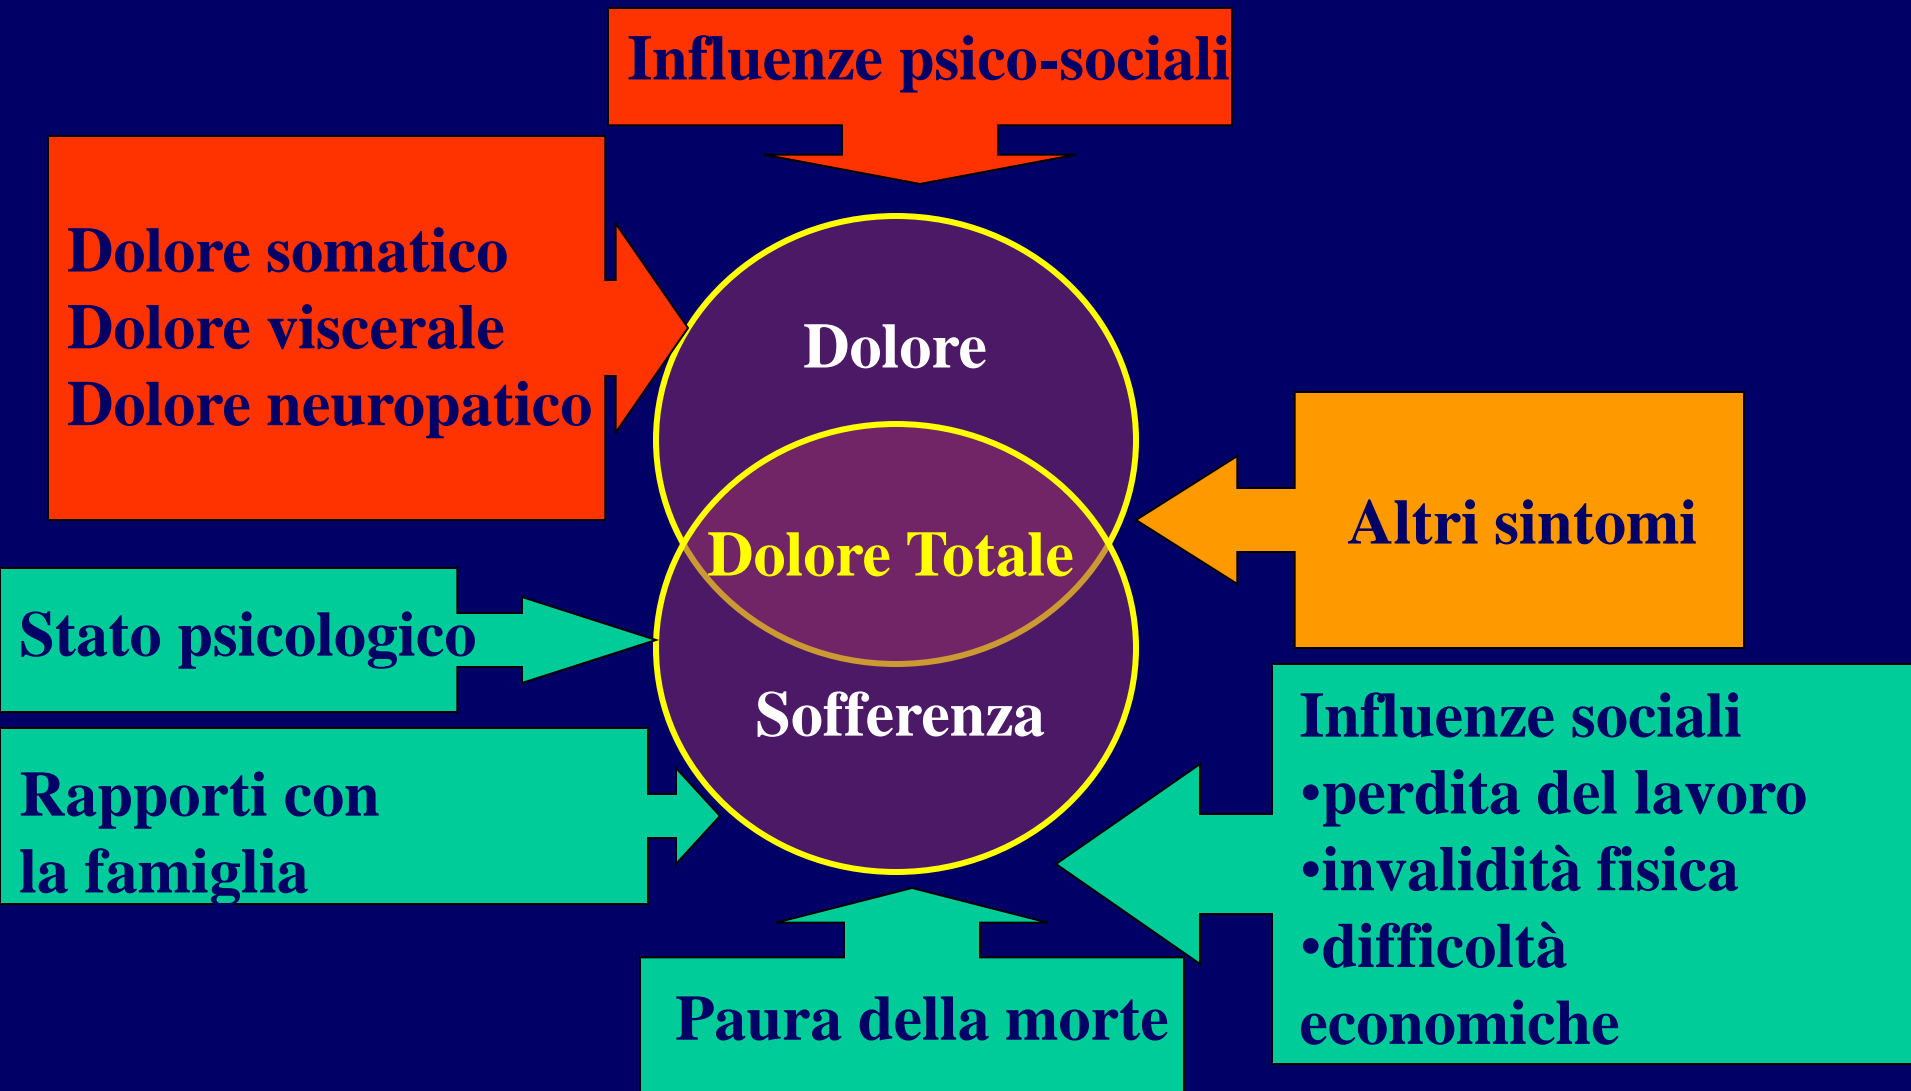 Influenze psico-sociali
Dolore somatico
Dolore viscerale
Dolore neuropatico
Dolore
Dolore Totale
Sofferenza
Altri sintomi
Stato psicologico
Rapporti con
la famiglia
Influenze sociali
•perdita del lavoro
•invalidità fisica
•difficoltà
economiche
Paura della morte